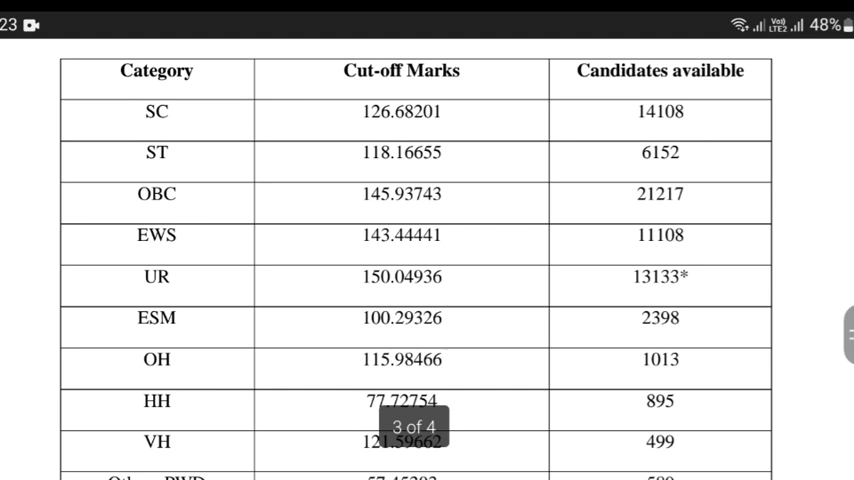 23 Vo)) LTE2 48%
Category Cut-off Marks Candidates available
SC 126.68201 14108
ST 118.16655 6152
OBC 145.93743 21217
EWS 143.44441 11108
UR 150.04936 13133*
ESM 100.29326 2398
OH 115.98466 1013
HH 77.72754 895
3 of 4
VH 121.59662 499